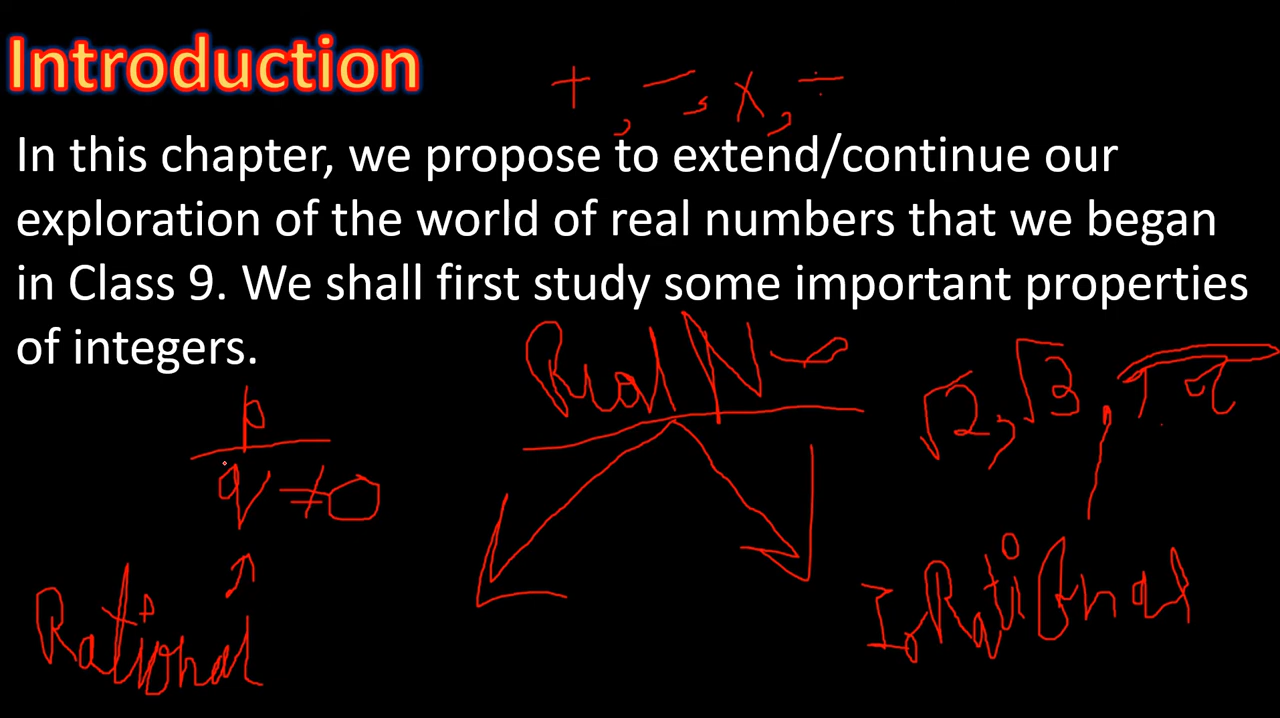 Introduction
+, -, x, ÷
In this chapter, we propose to extend/continue our
exploration of the world of real numbers that we began
in Class 9. We shall first study some important properties
of integers.
Real N
√2, √3,
p
q ≠ 0
Rational
IrRational